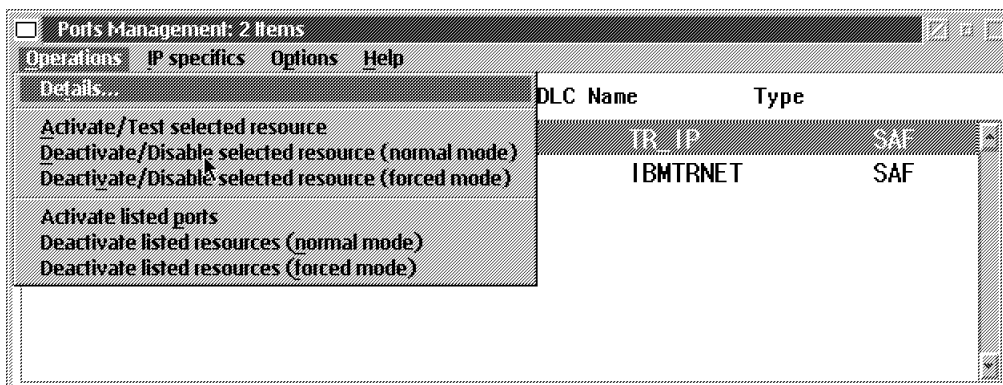 Ports Management: 2 Items
Operations IP specifics Options Help
Details...
DLC Name Type
Activate/Test selected resource
TR_IP SAF
Deactivate/Disable selected resource (normal mode)
Deactivate/Disable selected resource (forced mode)
IBMTRNET SAF
Activate listed ports
Deactivate listed resources (normal mode)
Deactivate listed resources (forced mode)